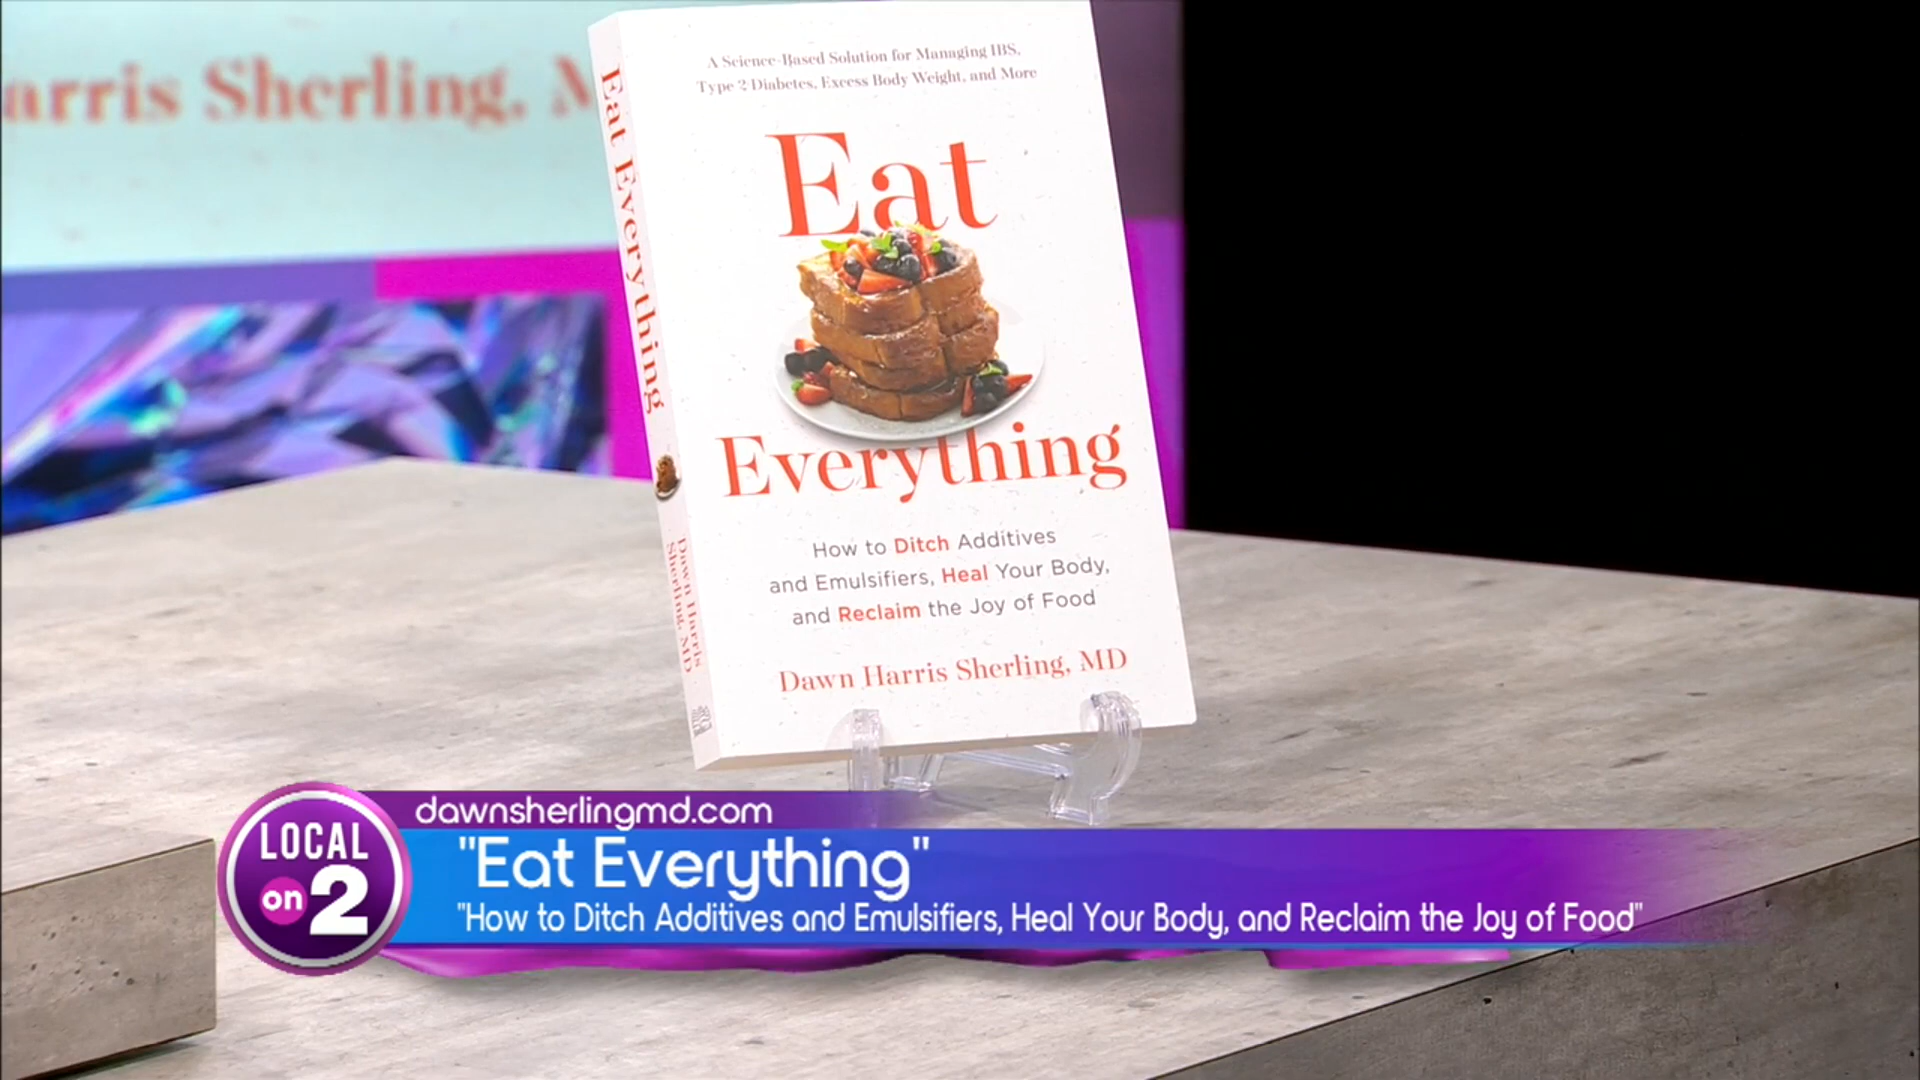 arris Sherling, M
A Science-Based Solution for Managing IBS,
Type 2 Diabetes, Excess Body Weight, and More
Eat
Everything
How to Ditch Additives
and Emulsifiers, Heal Your Body,
and Reclaim the Joy of Food
Dawn Harris Sherling, MD
Eat Everything
Dawn Harris
Sherling, MD
dawnsherlingmd.com
LOCAL
on 2
"Eat Everything"
"How to Ditch Additives and Emulsifiers, Heal Your Body, and Reclaim the Joy of Food"